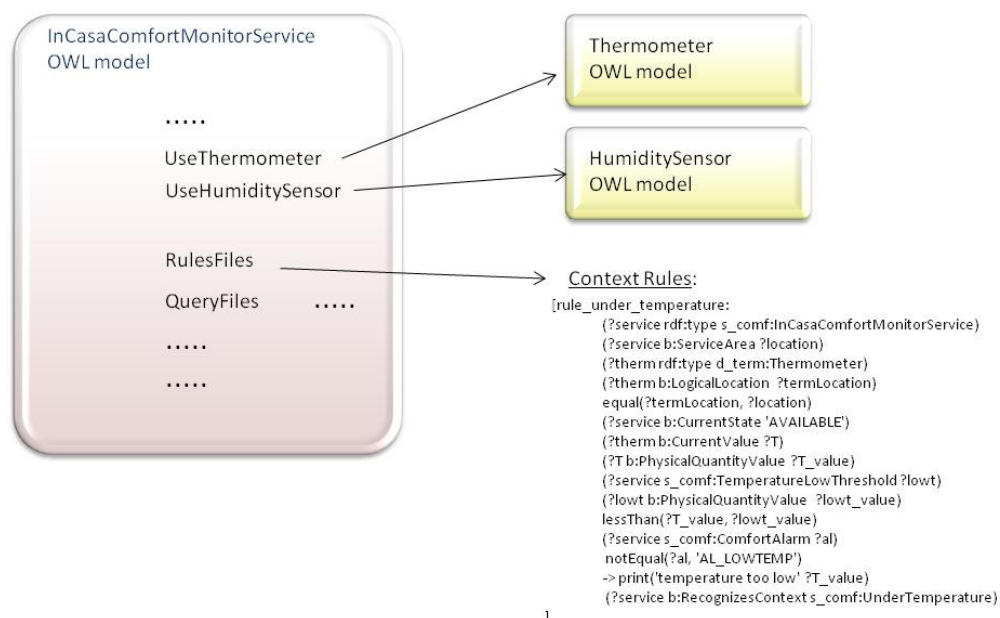 InCasaComfortMonitorService
OWL model
.....
UseThermometer
UseHumiditySensor
RulesFiles
QueryFiles .....
.....
.....
Thermometer
OWL model
HumiditySensor
OWL model
Context Rules:
[rule_under_temperature:
(?service rdf:type s_comf:InCasaComfortMonitorService)
(?service b:ServiceArea ?location)
(?therm rdf:type d_term:Thermometer)
(?therm b:LogicalLocation ?termLocation)
equal(?termLocation, ?location)
(?service b:CurrentState 'AVAILABLE')
(?therm b:CurrentValue ?T)
(?T b:PhysicalQuantityValue ?T_value)
(?service s_comf:TemperatureLowThreshold ?lowt)
(?lowt b:PhysicalQuantityValue ?lowt_value)
lessThan(?T_value, ?lowt_value)
(?service s_comf:ComfortAlarm ?al)
notEqual(?al, 'AL_LOWTEMP')
-> print('temperature too low' ?T_value)
(?service b:RecognizesContext s_comf:UnderTemperature)
]